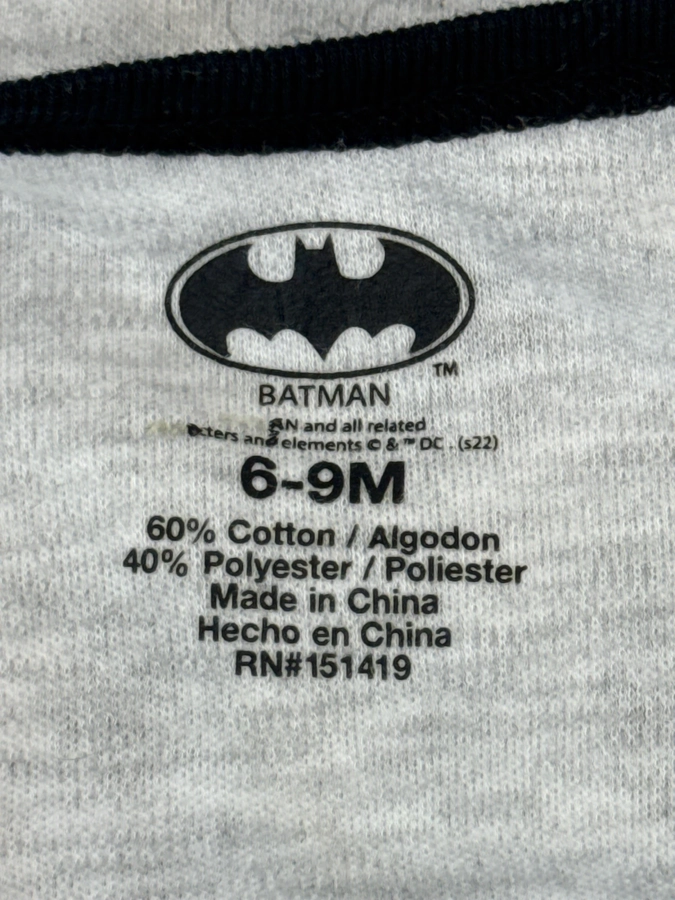 TM
BATMAN
and all related
elements © & ™ DC. (s22)
6-9M
60% Cotton / Algodon
40% Polyester / Poliester
Made in China
Hecho en China
RN#151419